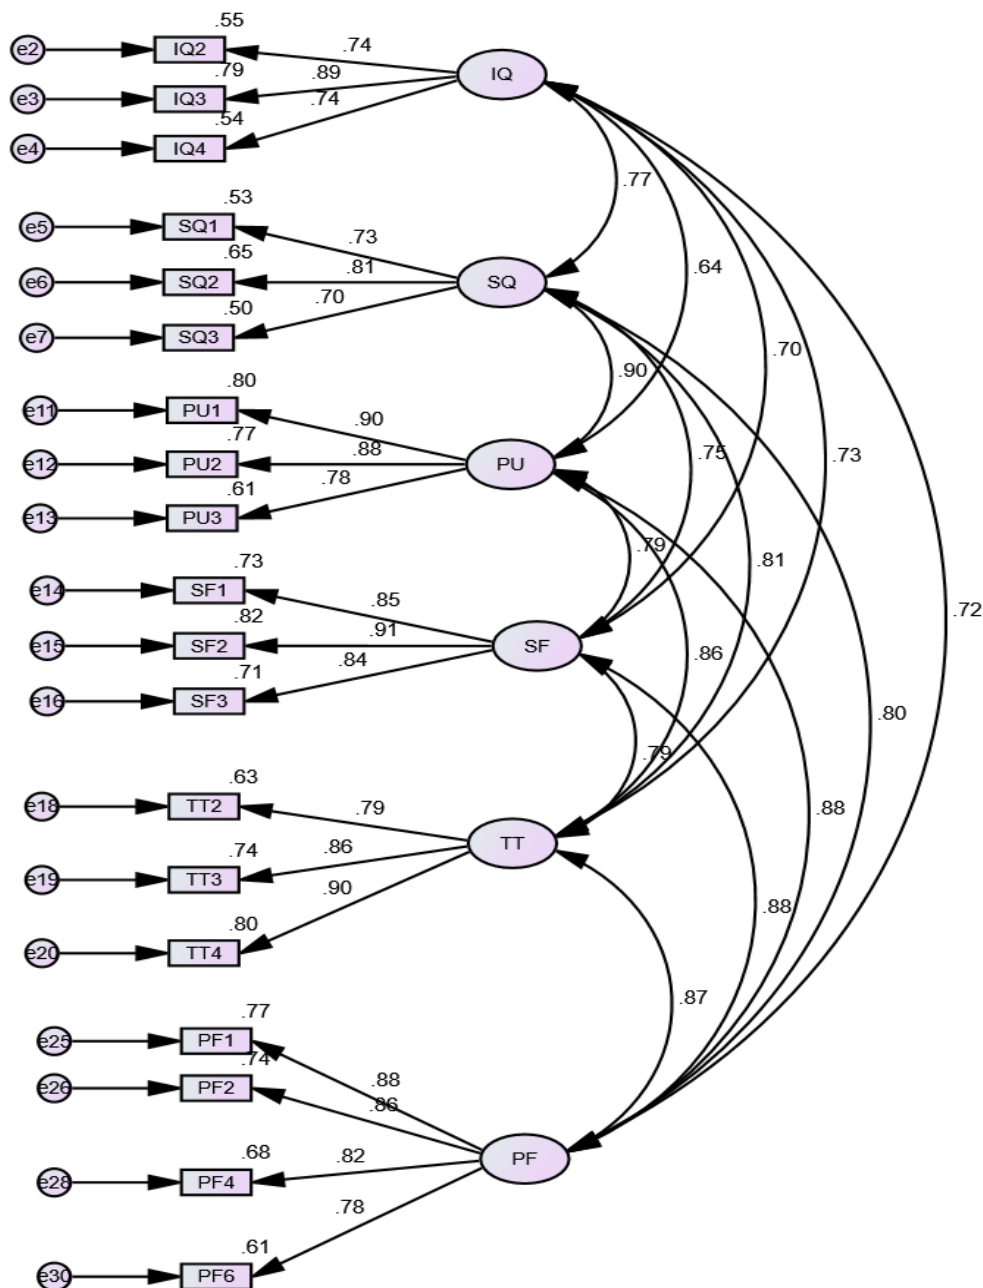 .55
e2 IQ2 .74 IQ
.79 .89
e3 IQ3 .74
.54
e4 IQ4
.77
.53
e5 SQ1 .73
.65 .81 .64
e6 SQ2 SQ
.50 .70
e7 SQ3
.70
.80 .90
e11 PU1 .90
.77 .88 .75 .73
e12 PU2 PU
.61 .78
e13 PU3
.79
.73 .81
e14 SF1 .85 .72
.82 .91
e15 SF2 SF
.71 .84 .86
e16 SF3
.80
.79
.63
e18 TT2 .79 .88
.74 .86 TT
e19 TT3
.90 .88
.80
e20 TT4
.87
.77
e25 PF1
.74 .88
e26 PF2 .86
.68 .82 PF
e28 PF4
.78
.61
e30 PF6